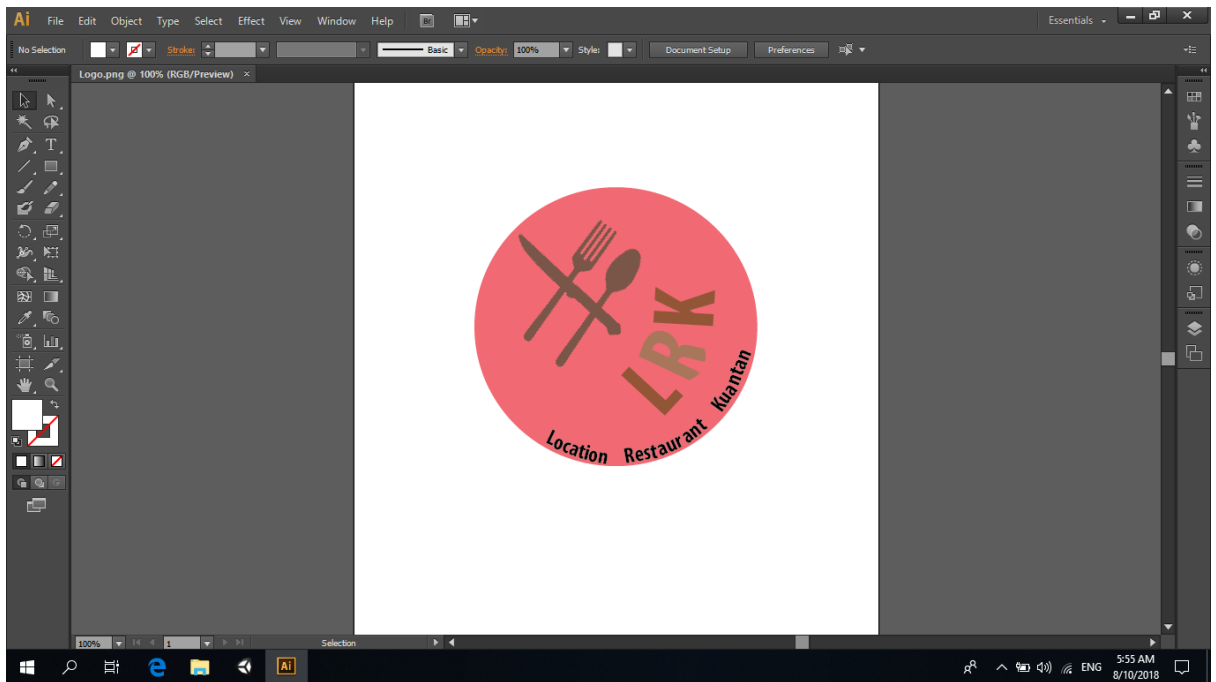 Ai File Edit Object Type Select Effect View Window Help Br Essentials
No Selection Stroke: Basic Opacity: 100% Style: Document Setup Preferences
Logo.png @ 100% (RGB/Preview) ×
LRK
Location Restaurant Kuantan
100% 1 Selection
Ai ENG 5:55 AM
8/10/2018